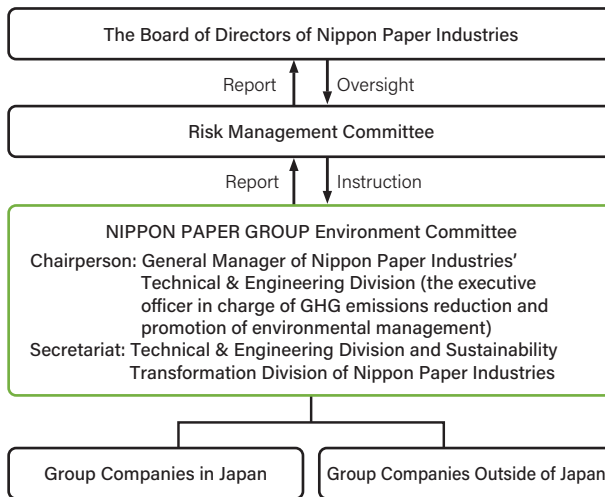 The Board of Directors of Nippon Paper Industries
Report
Oversight
Risk Management Committee
Report
Instruction
NIPPON PAPER GROUP Environment Committee
Chairperson: General Manager of Nippon Paper Industries’
Technical & Engineering Division (the executive
officer in charge of GHG emissions reduction and
promotion of environmental management)
Secretariat: Technical & Engineering Division and Sustainability
Transformation Division of Nippon Paper Industries
Group Companies in Japan
Group Companies Outside of Japan